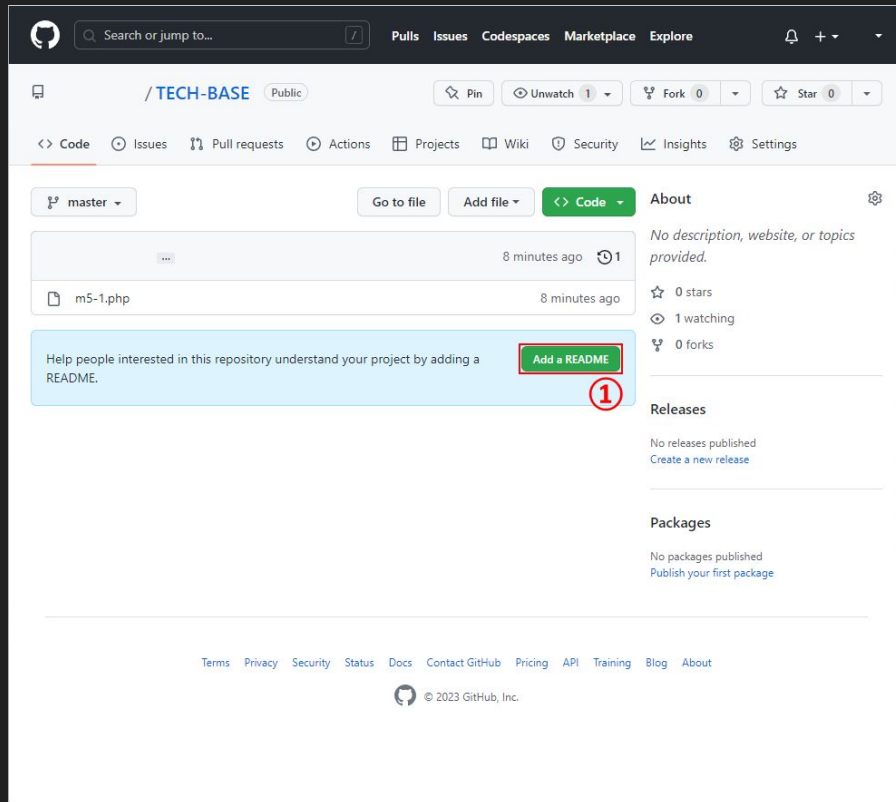 Search or jump to... / Pulls Issues Codespaces Marketplace Explore
/ TECH-BASE Public Pin Unwatch 1 Fork 0 Star 0
<> Code Issues Pull requests Actions Projects Wiki Security Insights Settings
master Go to file Add file <> Code
About
No description, website, or topics
provided.
... 8 minutes ago 1
m5-1.php 8 minutes ago
0 stars
1 watching
0 forks
Help people interested in this repository understand your project by adding a
README.
Add a README
①
Releases
No releases published
Create a new release
Packages
No packages published
Publish your first package
Terms Privacy Security Status Docs Contact GitHub Pricing API Training Blog About
© 2023 GitHub, Inc.